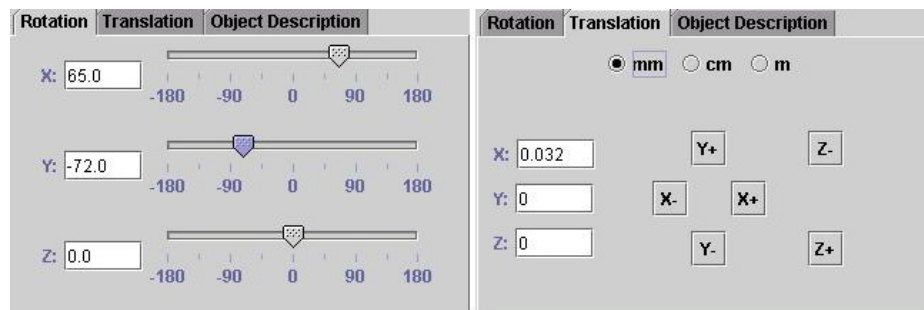 Rotation Translation Object Description
X: 65.0
-180 -90 0 90 180
Y: -72.0
-180 -90 0 90 180
Z: 0.0
-180 -90 0 90 180
Rotation Translation Object Description
mm cm m
X: 0.032
Y: 0
Z: 0
Y+ Z-
X- X+
Y- Z+